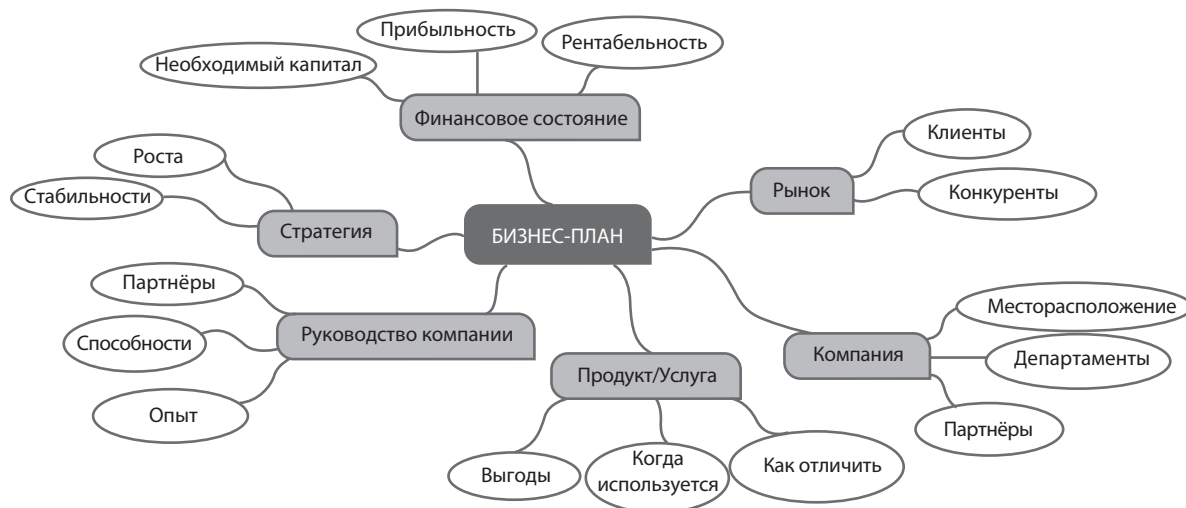 Прибыльность
Рентабельность
Необходимый капитал
Финансовое состояние
Клиенты
Роста
Рынок
Стабильности
Конкуренты
Стратегия
БИЗНЕС-ПЛАН
Партнёры
Месторасположение
Руководство компании
Способности
Компания
Департаменты
Продукт/Услуга
Опыт
Партнёры
Выгоды
Когда
используется
Как отличить